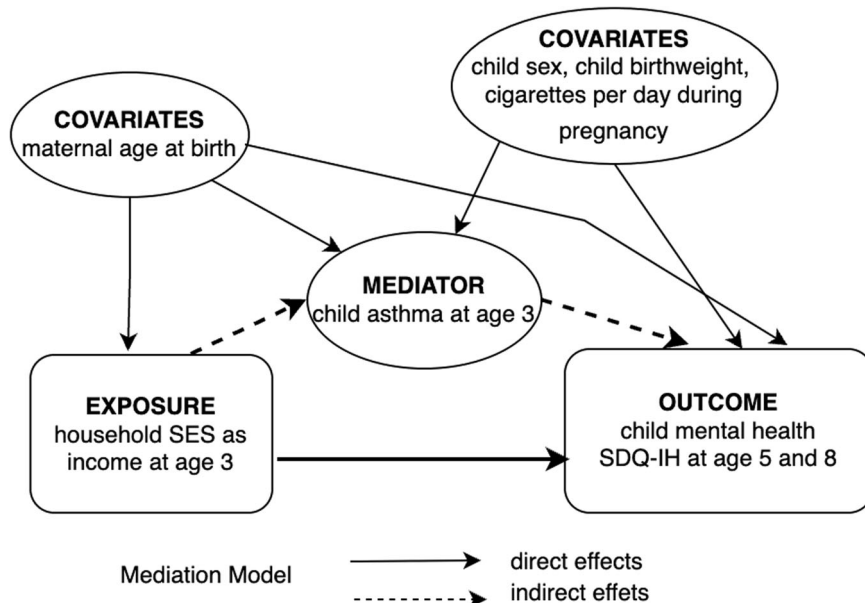 COVARIATES
maternal age at birth
COVARIATES
child sex, child birthweight,
cigarettes per day during
pregnancy
MEDIATOR
child asthma at age 3
EXPOSURE
household SES as
income at age 3
OUTCOME
child mental health
SDQ-IH at age 5 and 8
Mediation Model
direct effects
indirect effets